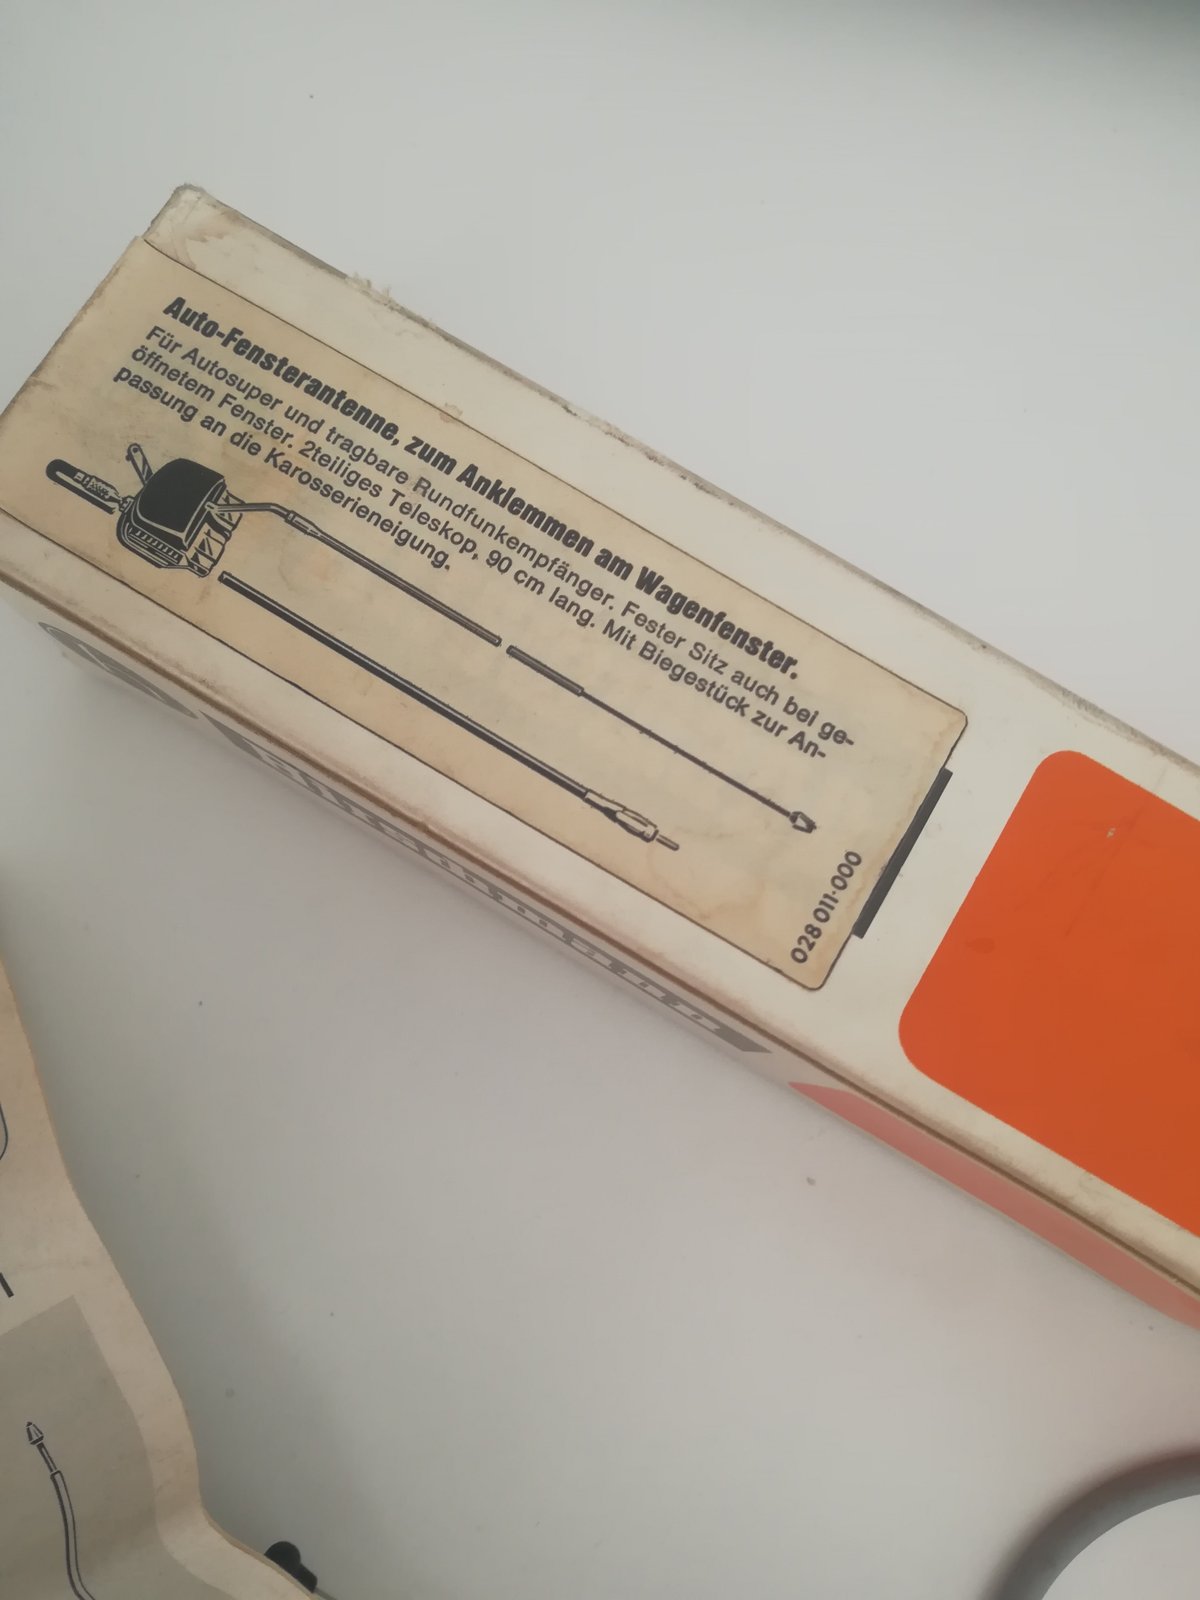 Auto-Fensterantenne, zum Anklemmen am Wagenfenster.
Für Autosuper und tragbare Rundfunkempfänger. Fester Sitz auch bei ge-
öffnetem Fenster. 2teiliges Teleskop, 90 cm lang. Mit Biegestück zur An-
passung an die Karosserieneigung.
028 011-000